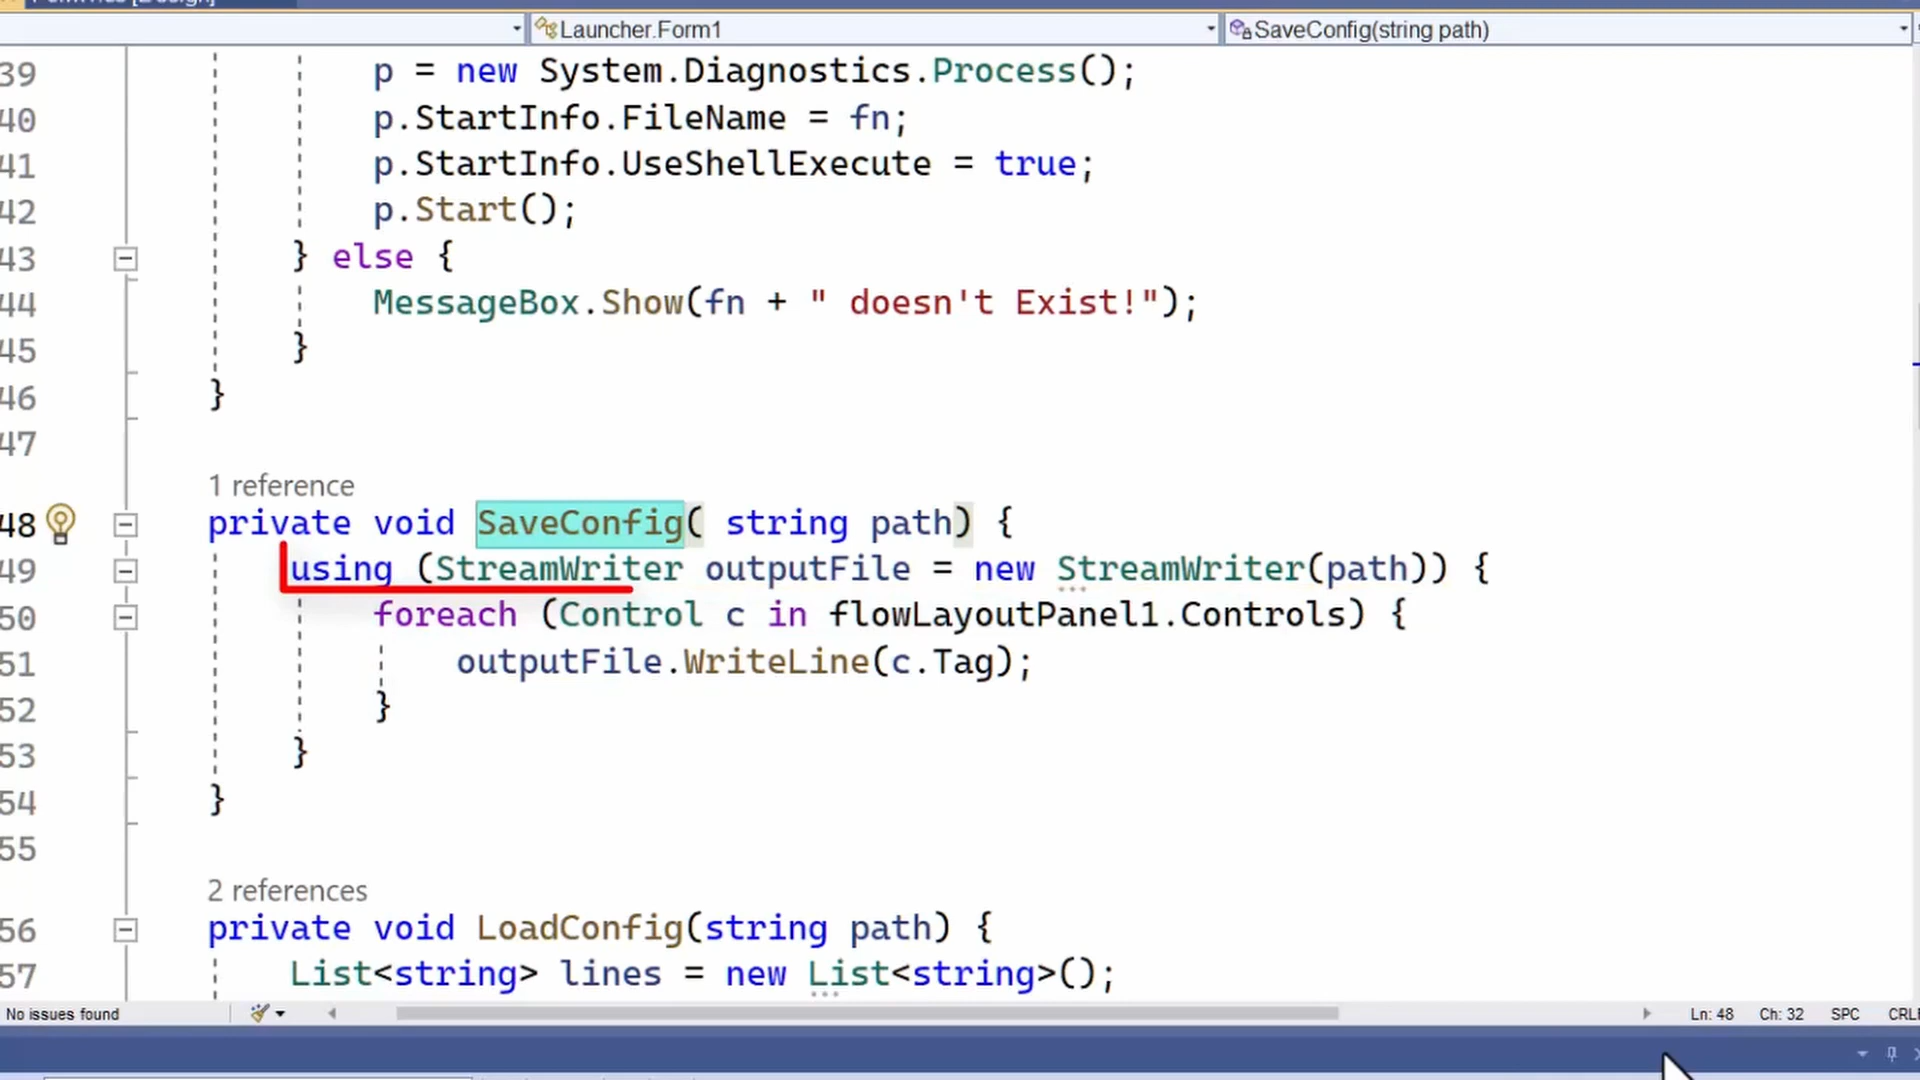 Launcher.Form1 SaveConfig(string path)
39 p = new System.Diagnostics.Process();
40 p.StartInfo.FileName = fn;
41 p.StartInfo.UseShellExecute = true;
42 p.Start();
43 } else {
44 MessageBox.Show(fn + " doesn't Exist!");
45 }
46 }
47
1 reference
48 private void SaveConfig( string path) {
49 using (StreamWriter outputFile = new StreamWriter(path)) {
50 foreach (Control c in flowLayoutPanel1.Controls) {
51 outputFile.WriteLine(c.Tag);
52 }
53 }
54 }
55
2 references
56 private void LoadConfig(string path) {
57 List<string> lines = new List<string>();
No issues found Ln: 48 Ch: 32 SPC CRLF